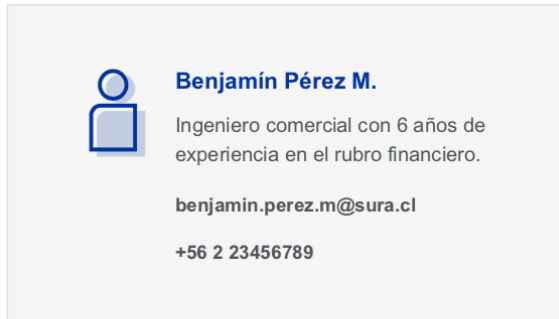 Benjamín Pérez M.
Ingeniero comercial con 6 años de
experiencia en el rubro financiero.
benjamin.perez.m@sura.cl
+56 2 23456789